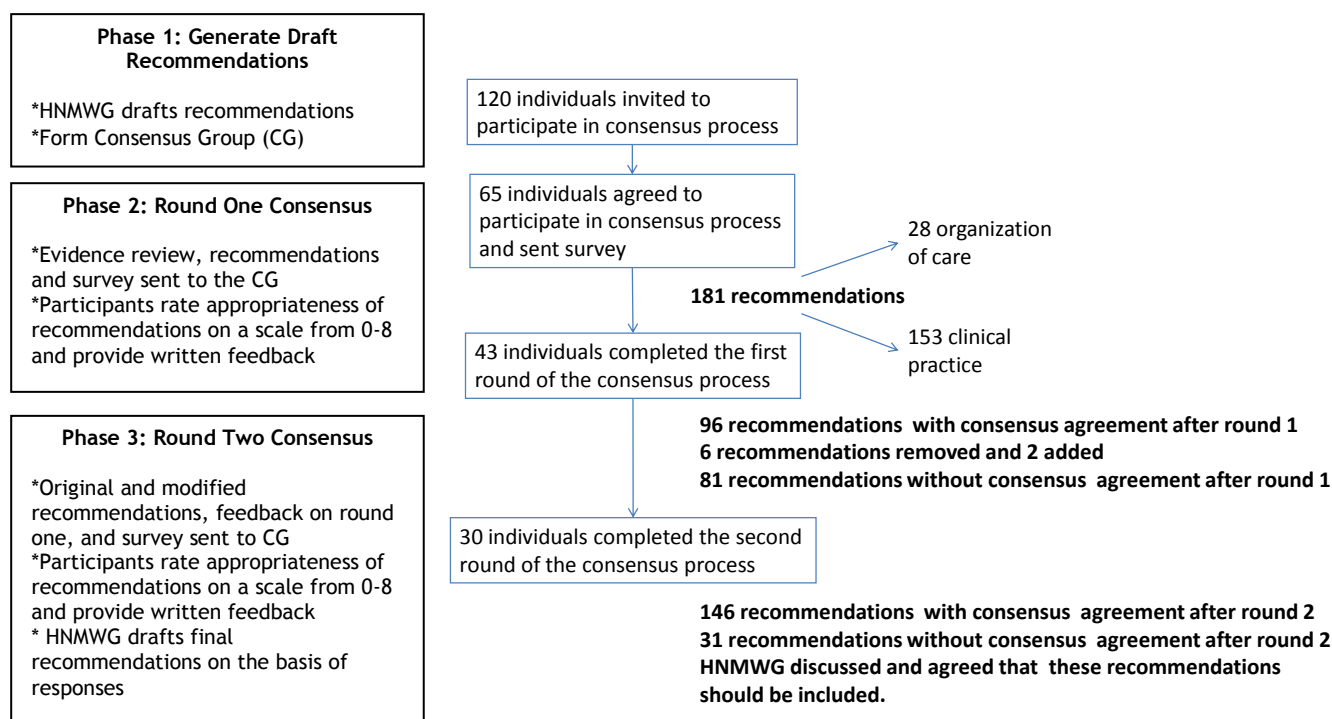 Phase 1: Generate Draft
Recommendations
*HNMWG drafts recommendations
*Form Consensus Group (CG)
Phase 2: Round One Consensus
*Evidence review, recommendations
and survey sent to the CG
*Participants rate appropriateness of
recommendations on a scale from 0-8
and provide written feedback
Phase 3: Round Two Consensus
*Original and modified
recommendations, feedback on round
one, and survey sent to CG
*Participants rate appropriateness of
recommendations on a scale from 0-8
and provide written feedback
* HNMWG drafts final
recommendations on the basis of
responses
120 individuals invited to
participate in consensus process
65 individuals agreed to
participate in consensus process
and sent survey
28 organization
of care
181 recommendations
153 clinical
practice
43 individuals completed the first
round of the consensus process
96 recommendations with consensus agreement after round 1
6 recommendations removed and 2 added
81 recommendations without consensus agreement after round 1
30 individuals completed the second
round of the consensus process
146 recommendations with consensus agreement after round 2
31 recommendations without consensus agreement after round 2
HNMWG discussed and agreed that these recommendations
should be included.